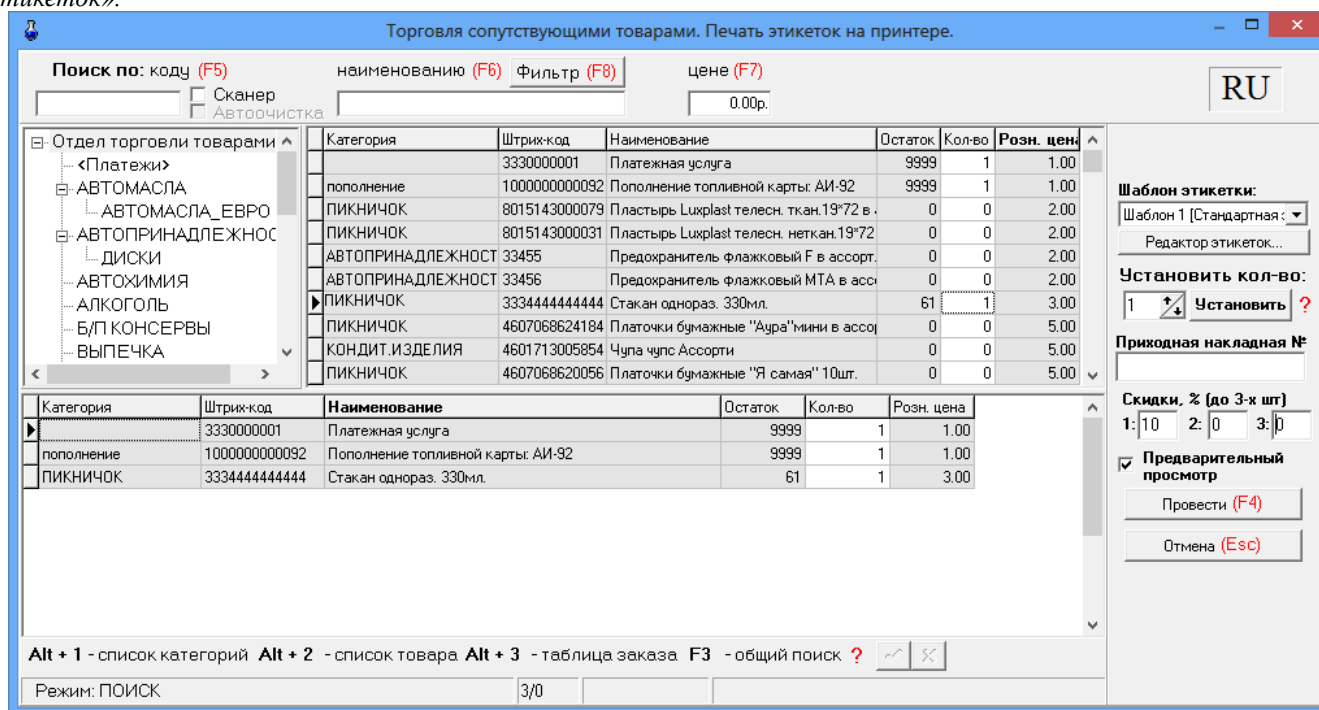 тикеток».
Торговля сопутствующими товарами. Печать этикеток на принтере.
Поиск по: коду (F5) наименованию (F6) Фильтр (F8) цене (F7)
Сканер
Автоочистка
0.00р.
RU
Отдел торговли товарами
<Платежи>
АВТОМАСЛА
АВТОМАСЛА_ЕВРО
АВТОПРИНАДЛЕЖНОС
ДИСКИ
АВТОХИМИЯ
АЛКОГОЛЬ
Б/П КОНСЕРВЫ
ВЫПЕЧКА
Категория Штрих-код Наименование Остаток Кол-во Розн. цена
3330000001 Платежная услуга 9999 1 1.00
пополнение 1000000000092 Пополнение топливной карты: АИ-92 9999 1 1.00
ПИКНИЧОК 8015143000079 Пластырь Luxplast телесн. ткан.19*72 в 0 0 2.00
ПИКНИЧОК 8015143000031 Пластырь Luxplast телесн. неткан.19*72 0 0 2.00
АВТОПРИНАДЛЕЖНОСТ 33455 Предохранитель флажковый F в ассорт. 0 0 2.00
АВТОПРИНАДЛЕЖНОСТ 33456 Предохранитель флажковый МТА в ассо 0 0 2.00
ПИКНИЧОК 3334444444444 Стакан однораз. 330мл. 61 1 3.00
ПИКНИЧОК 4607068624184 Платочки бумажные "Аура"мини в ассор 0 0 5.00
КОНДИТ.ИЗДЕЛИЯ 4601713005854 Чупа чупс Ассорти 0 0 5.00
ПИКНИЧОК 4607068620056 Платочки бумажные "Я самая" 10шт. 0 0 5.00
Шаблон этикетки:
Шаблон 1 [Стандартная :
Редактор этикеток...
Установить кол-во:
1 Установить ?
Приходная накладная №
Скидки, % (до 3-х шт)
1: 10 2: 0 3: 0
Предварительный
просмотр
Провести (F4)
Отмена (Esc)
Категория Штрих-код Наименование Остаток Кол-во Розн. цена
3330000001 Платежная услуга 9999 1 1.00
пополнение 1000000000092 Пополнение топливной карты: АИ-92 9999 1 1.00
ПИКНИЧОК 3334444444444 Стакан однораз. 330мл. 61 1 3.00
Alt + 1 - список категорий Alt + 2 - список товара Alt + 3 - таблица заказа F3 - общий поиск ?
Режим: ПОИСК 3/0